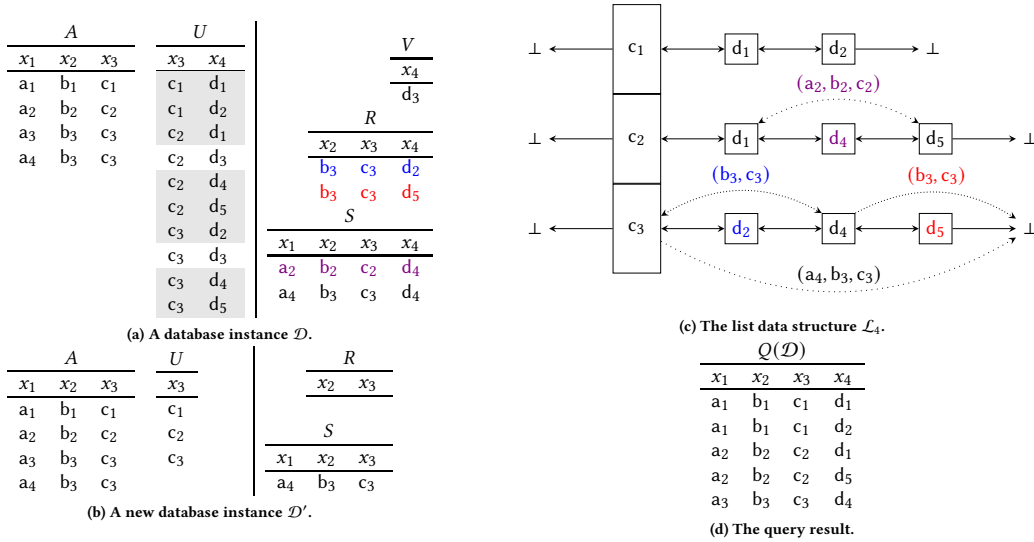 A U
x₁ x₂ x₃ x₃ x₄
a₁ b₁ c₁ c₁ d₁
a₂ b₂ c₂ c₁ d₂
a₃ b₃ c₃ c₂ d₁
a₄ b₃ c₃ c₂ d₃
c₂ d₄
c₂ d₅
c₃ d₂
c₃ d₃
c₃ d₄
c₃ d₅
V
x₄
d₃
R
x₂ x₃ x₄
b₃ c₃ d₂
b₃ c₃ d₅
S
x₁ x₂ x₃ x₄
a₂ b₂ c₂ d₄
a₄ b₃ c₃ d₄
(a) A database instance 𝒟.
A U
x₁ x₂ x₃ x₃
a₁ b₁ c₁ c₁
a₂ b₂ c₂ c₂
a₃ b₃ c₃ c₃
a₄ b₃ c₃
R
x₂ x₃
S
x₁ x₂ x₃
a₄ b₃ c₃
(b) A new database instance 𝒟′.
⊥ c₁ d₁ d₂ ⊥
(a₂, b₂, c₂)
⊥ c₂ d₁ d₄ d₅ ⊥
(b₃, c₃) (b₃, c₃)
⊥ c₃ d₂ d₄ d₅ ⊥
(a₄, b₃, c₃)
(c) The list data structure ℒ₄.
Q(𝒟)
x₁ x₂ x₃ x₄
a₁ b₁ c₁ d₁
a₁ b₁ c₁ d₂
a₂ b₂ c₂ d₁
a₂ b₂ c₂ d₅
a₃ b₃ c₃ d₄
(d) The query result.